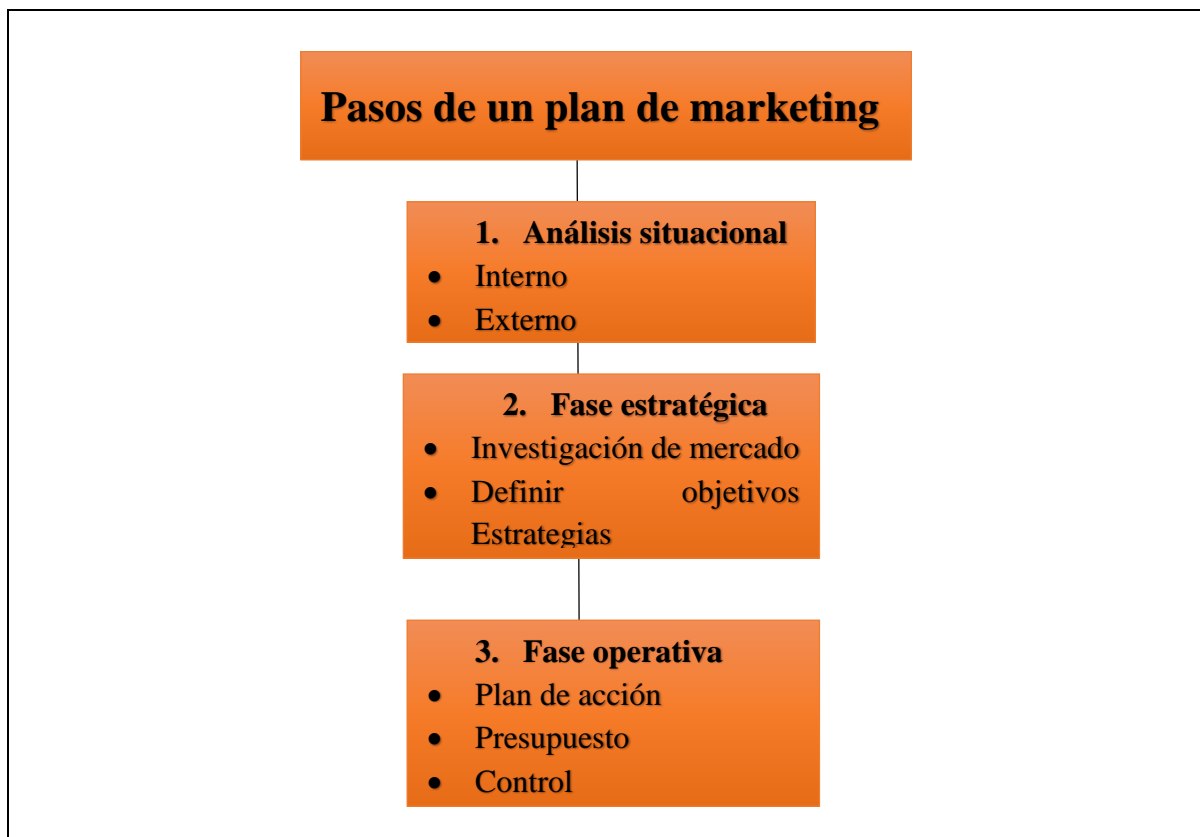 Pasos de un plan de marketing
1. Análisis situacional
• Interno
• Externo
2. Fase estratégica
• Investigación de mercado
• Definir objetivos
Estrategias
3. Fase operativa
• Plan de acción
• Presupuesto
• Control